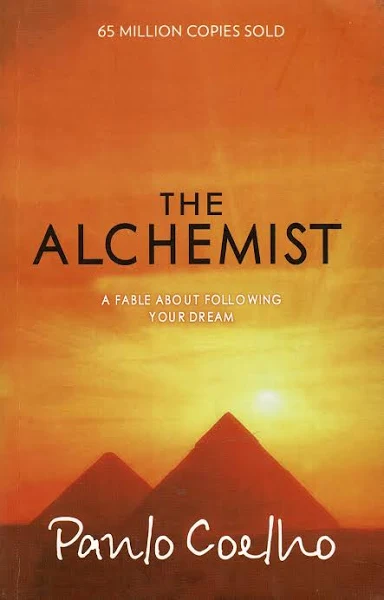 65 MILLION COPIES SOLD
THE
ALCHEMIST
A FABLE ABOUT FOLLOWING
YOUR DREAM
Paulo Coelho